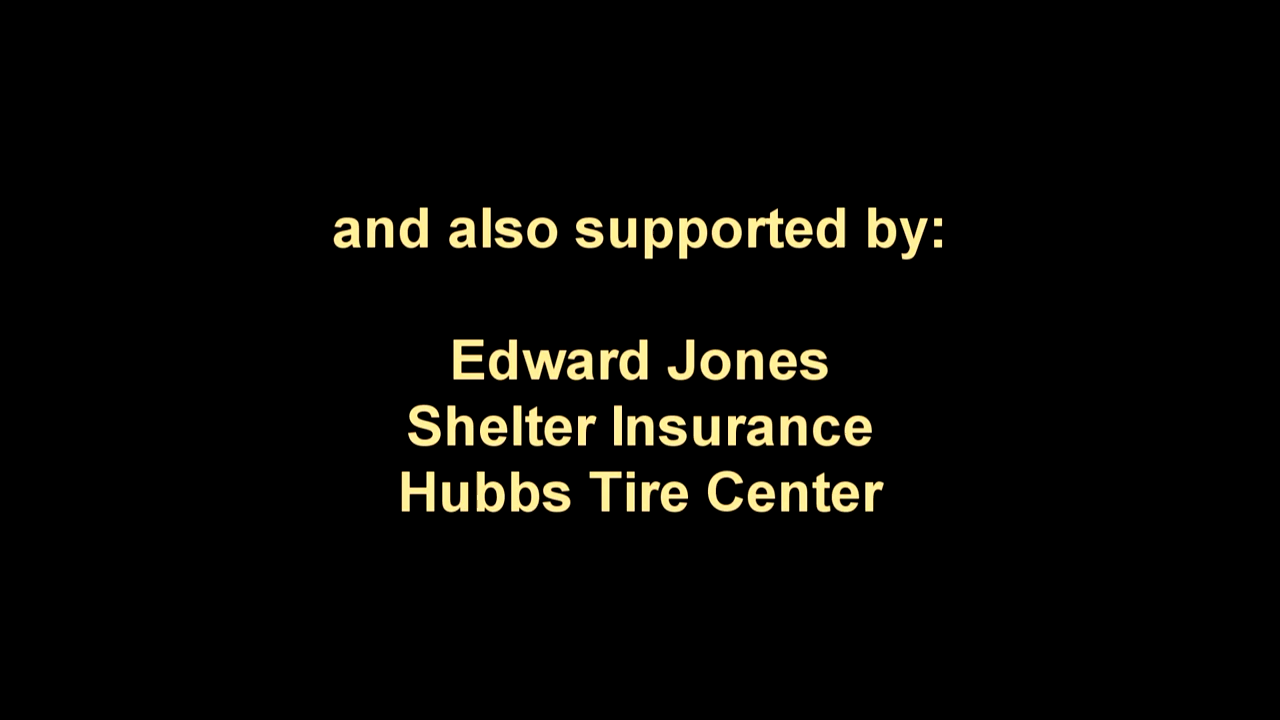 and also supported by:
Edward Jones
Shelter Insurance
Hubbs Tire Center